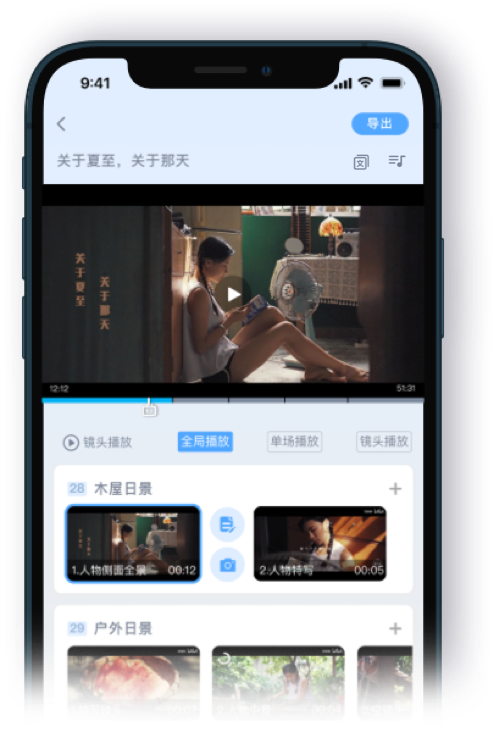 9:41
导出
关于夏至，关于那天
文
关于夏至
关于那天
12:12
51:31
镜头播放
全局播放
单场播放
镜头播放
28 木屋日景
1.人物侧面全景
00:12
2.人物特写
00:05
29 户外日景